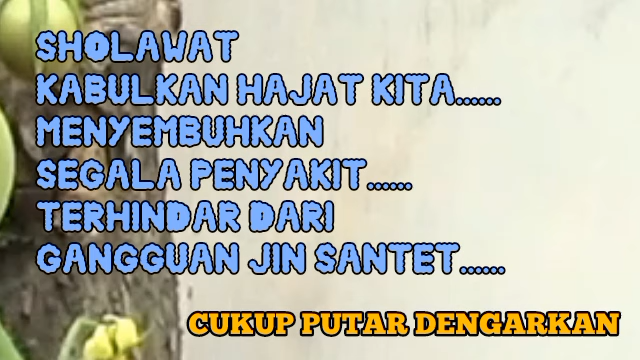 SHOLAWAT
KABULKAN HAJAT KITA......
MENYEMBUHKAN
SEGALA PENYAKIT......
TERHINDAR DARI
GANGGUAN JIN SANTET......
CUKUP PUTAR DENGARKAN